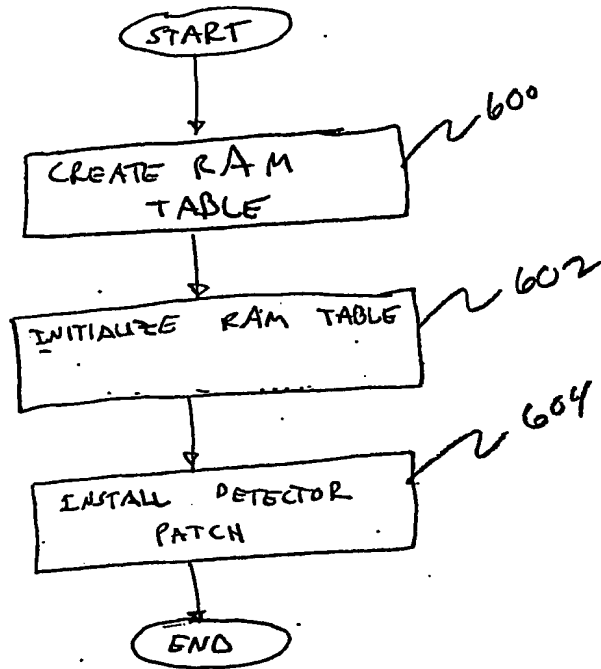 START
600
CREATE RAM
TABLE
602
INITIALIZE RAM TABLE
604
INSTALL DETECTOR
PATCH
END